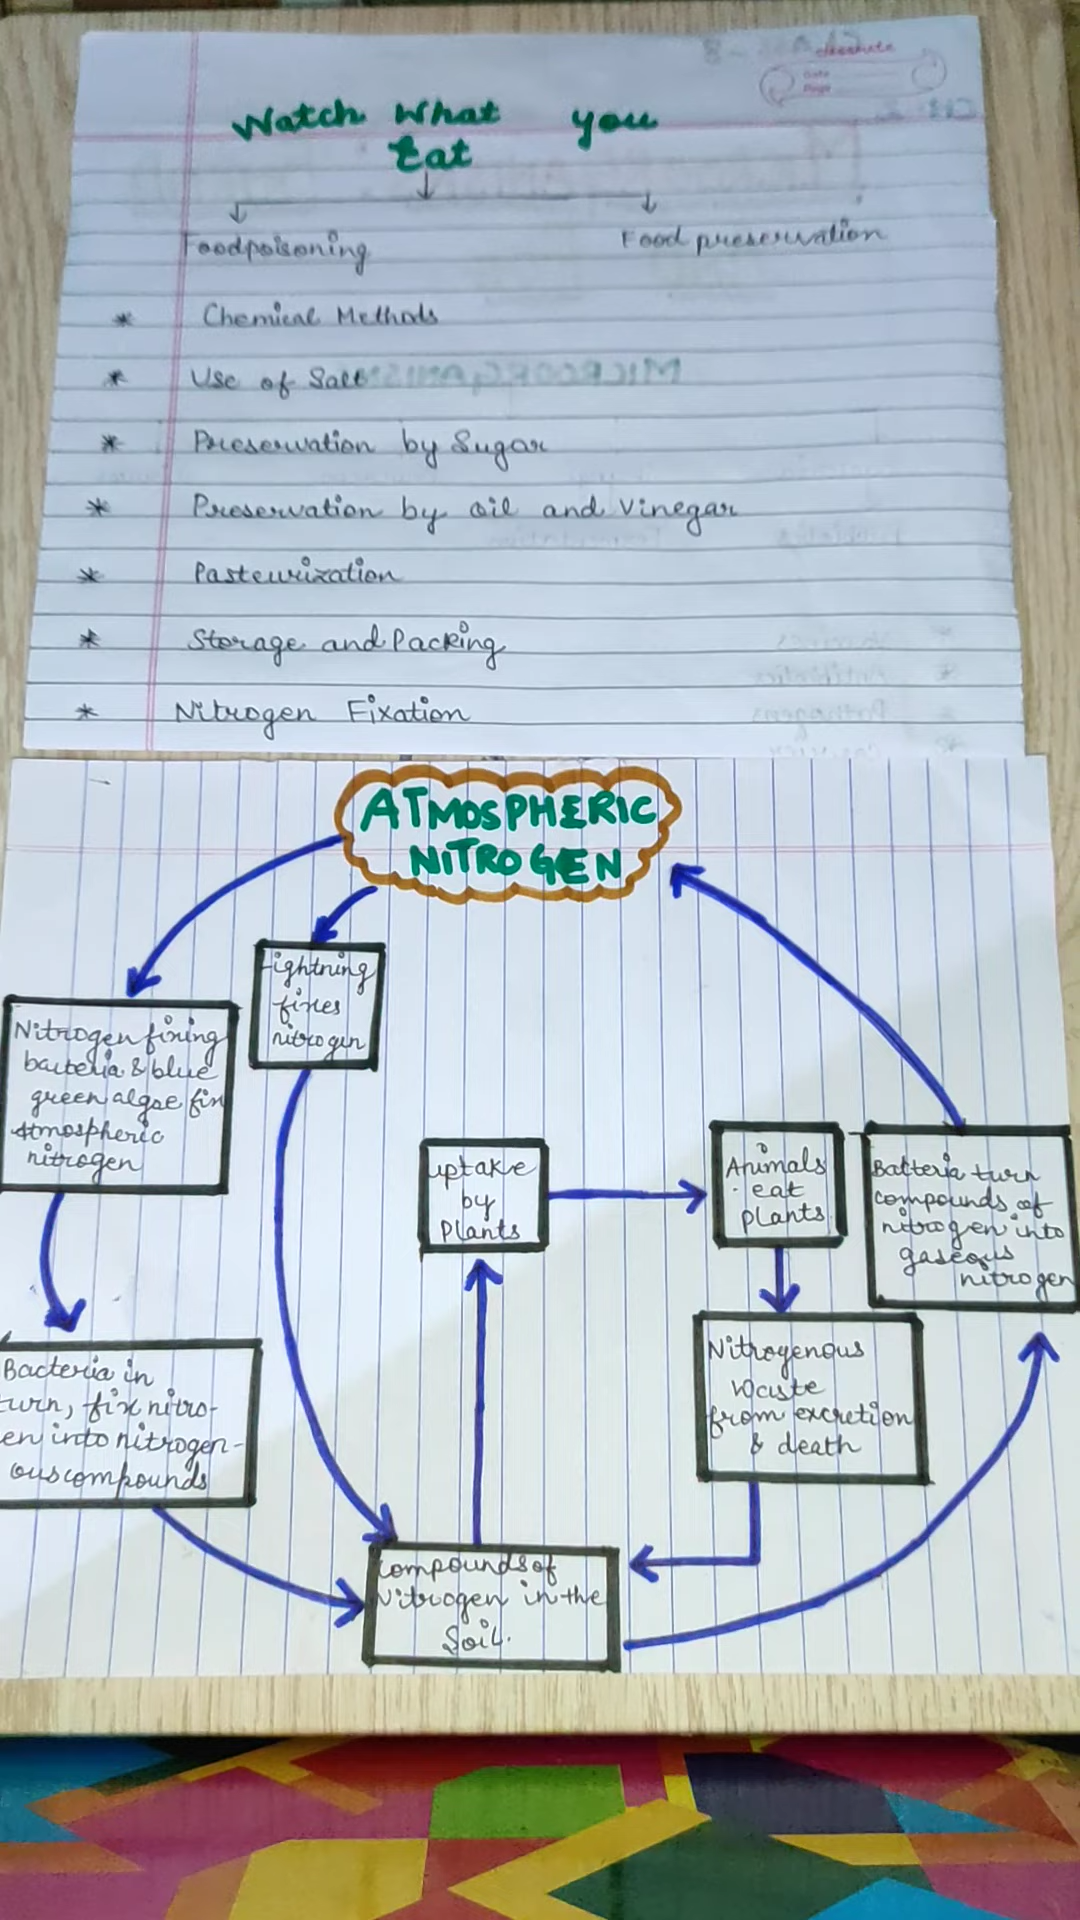 Watch What you
Eat
Foodpoisoning
Food preservation
* Chemical Methods
* Use of Salt
* Preservation by Sugar
* Preservation by oil and Vinegar
* Pasteurization
* Storage and Packing
* Nitrogen Fixation
ATMOSPHERIC
NITROGEN
Lightning
fixes
nitrogen
Nitrogen fixing
bacteria & blue
green algae fix
Atmospheric
nitrogen
uptake
by
Plants
Animals
eat
plants
Bacteria turn
compounds of
nitrogen into
gaseous
nitrogen
Bacteria in
turn, fix nitro-
en into nitrogen-
ous compounds
Nitrogenous
waste
from excretion
& death
compounds of
Nitrogen in the
Soil.